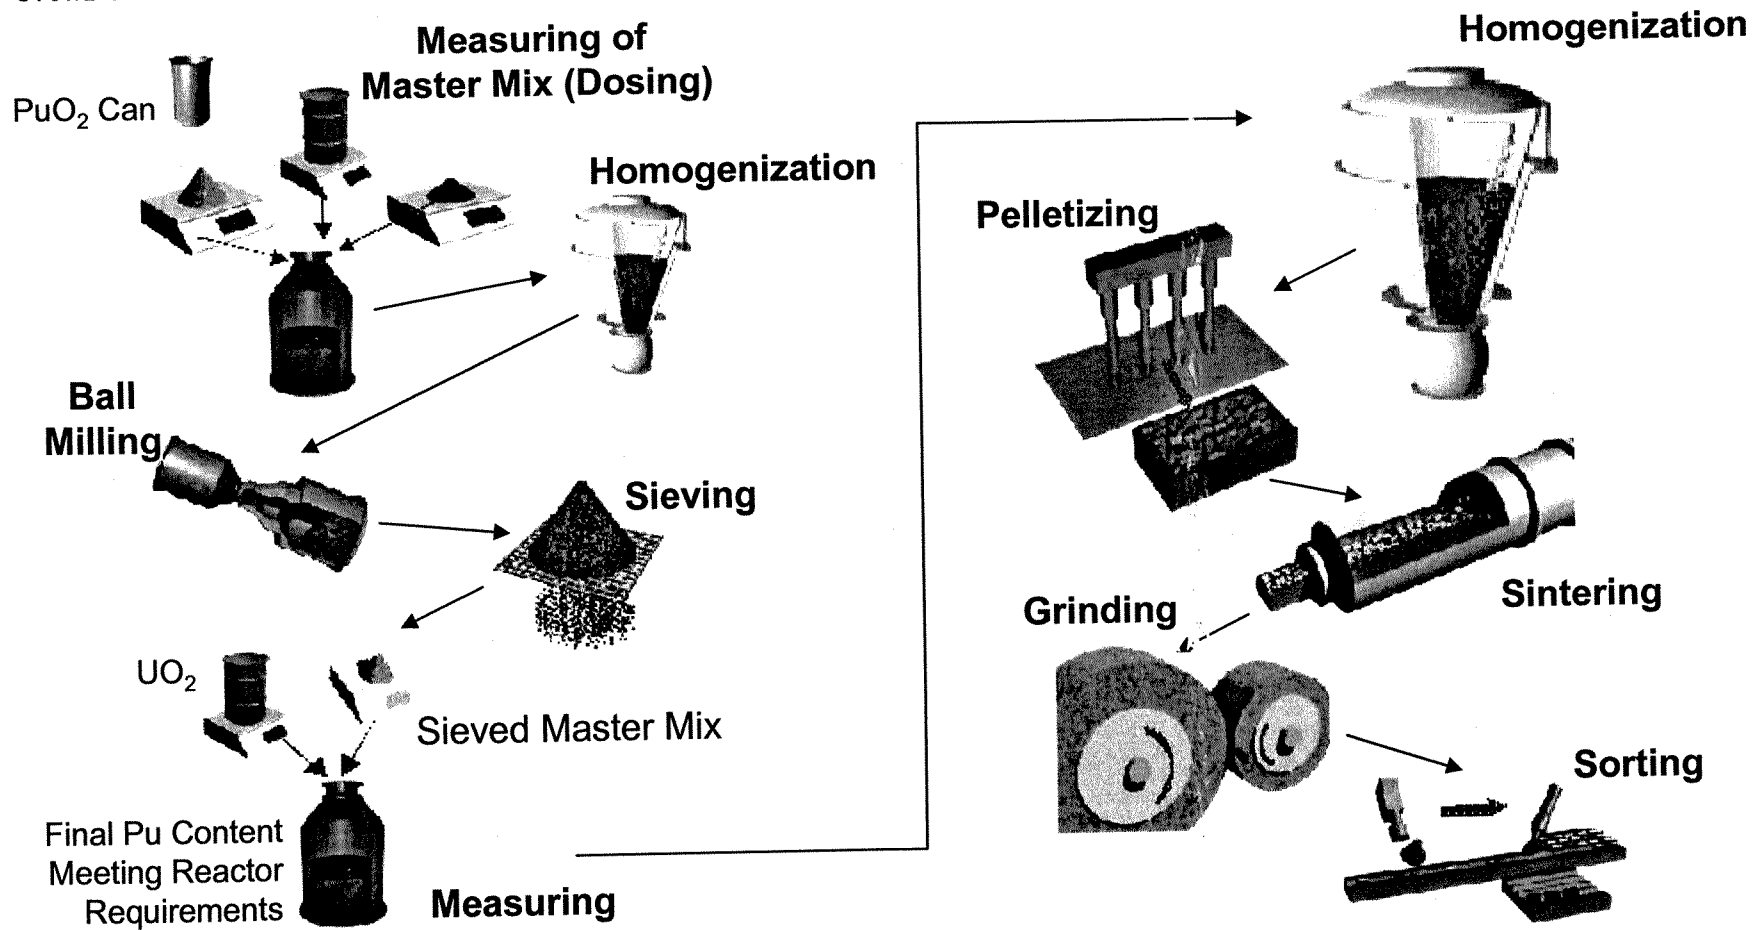 Measuring of
Master Mix (Dosing)
PuO₂ Can
Homogenization
Ball
Milling
Sieving
UO₂
Sieved Master Mix
Final Pu Content
Meeting Reactor
Requirements
Measuring
Homogenization
Pelletizing
Sintering
Grinding
Sorting